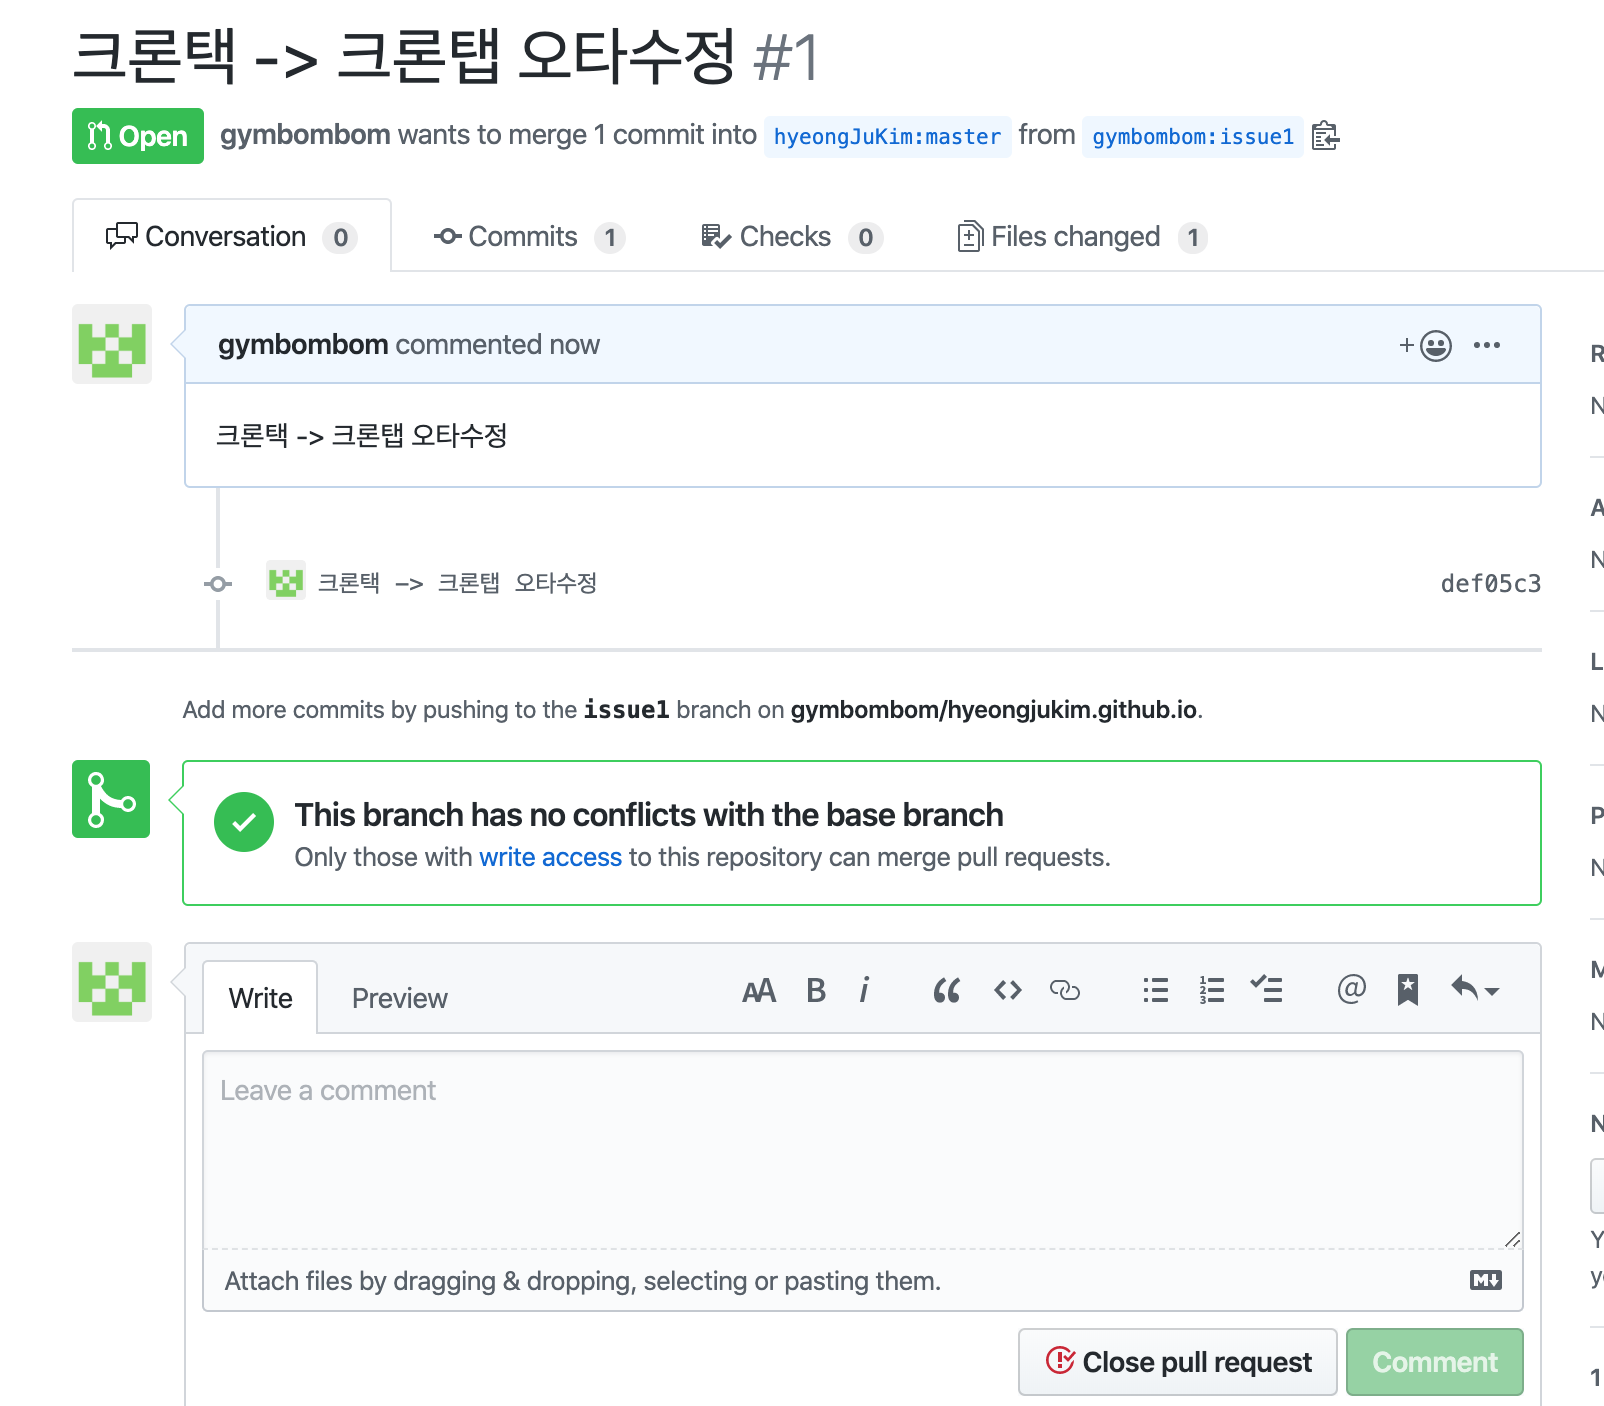 크론택 -> 크론탭 오타수정 #1
Open gymbombom wants to merge 1 commit into hyeongJuKim:master from gymbombom:issue1
Conversation 0 Commits 1 Checks 0 Files changed 1
gymbombom commented now
크론택 -> 크론탭 오타수정
크론택 -> 크론탭 오타수정 def05c3
Add more commits by pushing to the issue1 branch on gymbombom/hyeongjukim.github.io.
This branch has no conflicts with the base branch
Only those with write access to this repository can merge pull requests.
Write Preview
Leave a comment
Attach files by dragging & dropping, selecting or pasting them.
Close pull request Comment